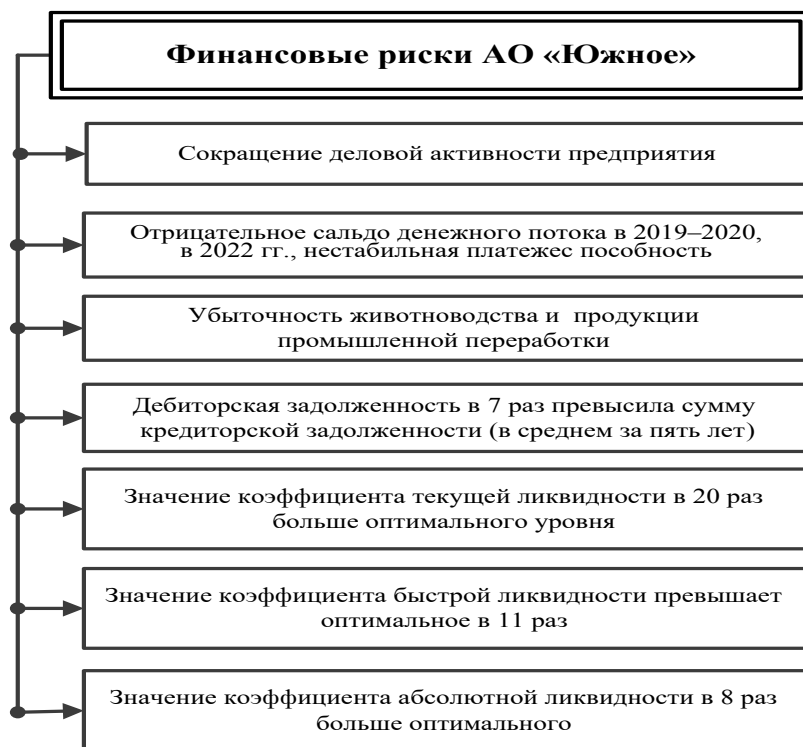 Финансовые риски АО «Южное»
Сокращение деловой активности предприятия
Отрицательное сальдо денежного потока в 2019–2020,
в 2022 гг., нестабильная платежес пособность
Убыточность животноводства и продукции
промышленной переработки
Дебиторская задолженность в 7 раз превысила сумму
кредиторской задолженности (в среднем за пять лет)
Значение коэффициента текущей ликвидности в 20 раз
больше оптимального уровня
Значение коэффициента быстрой ликвидности превышает
оптимальное в 11 раз
Значение коэффициента абсолютной ликвидности в 8 раз
больше оптимального